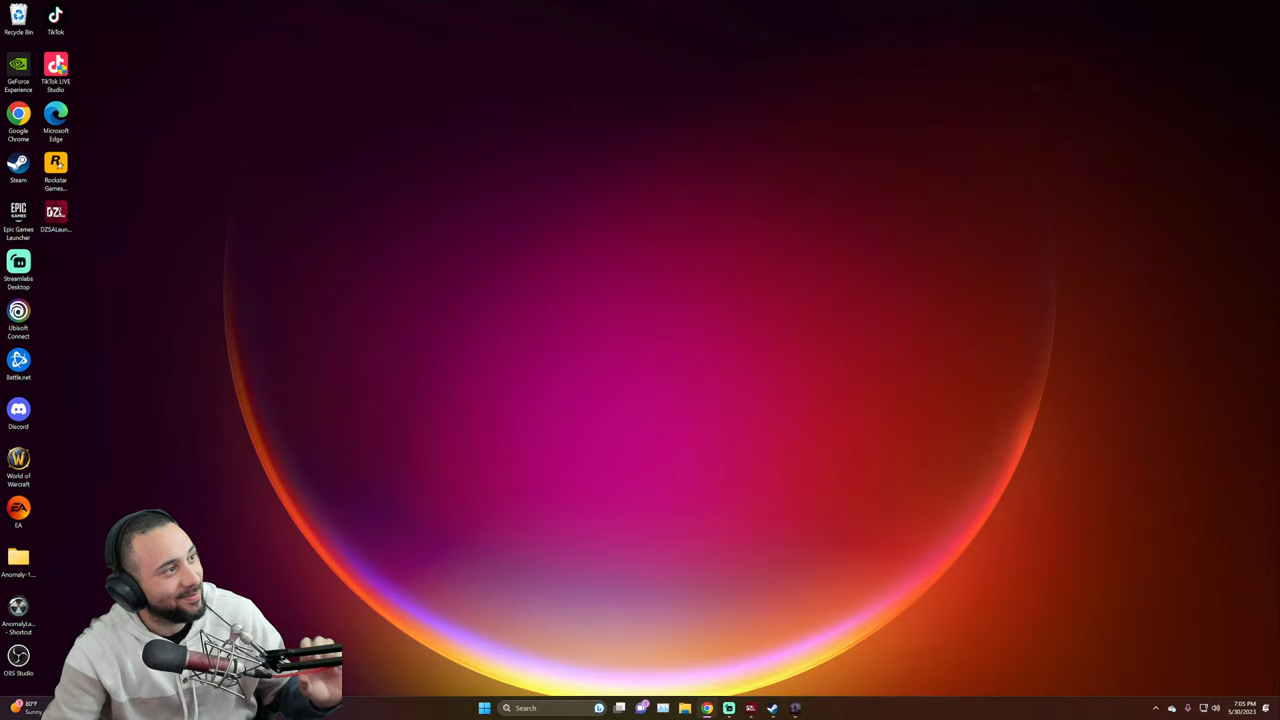 Recycle Bin
TikTok
GeForce
Experience
TikTok LIVE
Studio
Google
Chrome
Microsoft
Edge
Steam
Rockstar
Games...
Epic Games
Launcher
DZSALaun...
Streamlabs
Desktop
Ubisoft
Connect
Battle.net
Discord
World of
Warcraft
EA
Anomaly-1....
AnomalyLa...
- Shortcut
OBS Studio
80°F
Sunny
Search
7:05 PM
5/30/2023